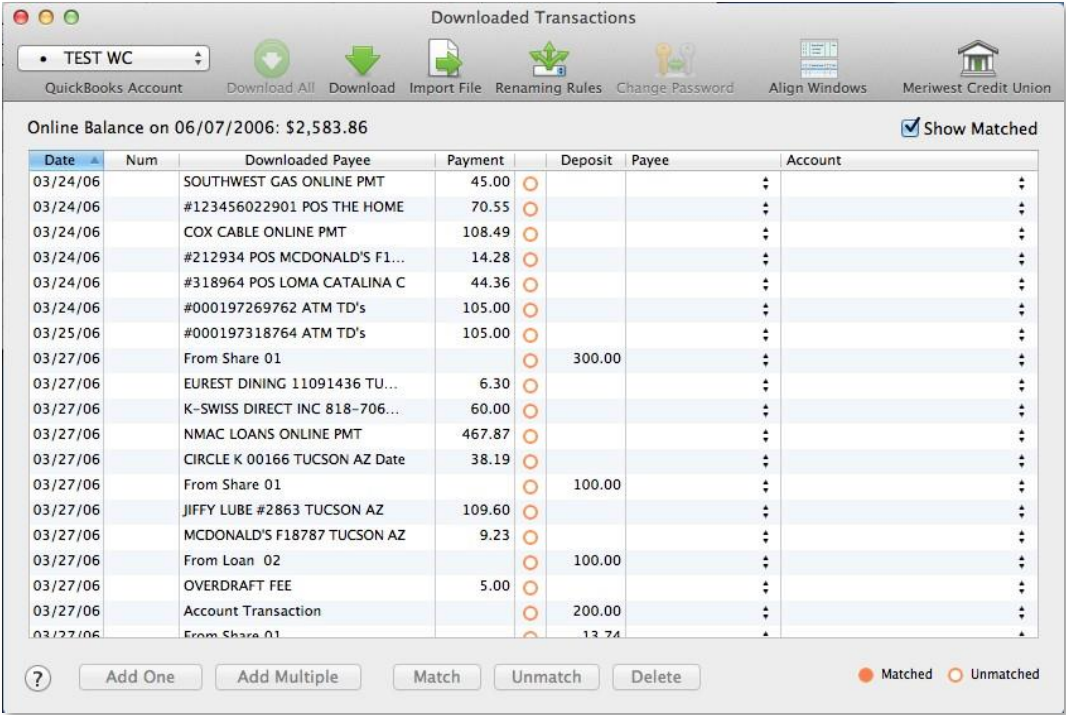 Downloaded Transactions
TEST WC
QuickBooks Account Download All Download Import File Renaming Rules Change Password Align Windows Meriwest Credit Union
Online Balance on 06/07/2006: $2,583.86 Show Matched
Date Num Downloaded Payee Payment Deposit Payee Account
03/24/06 SOUTHWEST GAS ONLINE PMT 45.00
03/24/06 #123456022901 POS THE HOME 70.55
03/24/06 COX CABLE ONLINE PMT 108.49
03/24/06 #212934 POS MCDONALD'S F1... 14.28
03/24/06 #318964 POS LOMA CATALINA C 44.36
03/24/06 #000197269762 ATM TD's 105.00
03/25/06 #000197318764 ATM TD's 105.00
03/27/06 From Share 01 300.00
03/27/06 EUREST DINING 11091436 TU... 6.30
03/27/06 K-SWISS DIRECT INC 818-706... 60.00
03/27/06 NMAC LOANS ONLINE PMT 467.87
03/27/06 CIRCLE K 00166 TUCSON AZ Date 38.19
03/27/06 From Share 01 100.00
03/27/06 JIFFY LUBE #2863 TUCSON AZ 109.60
03/27/06 MCDONALD'S F18787 TUCSON AZ 9.23
03/27/06 From Loan 02 100.00
03/27/06 OVERDRAFT FEE 5.00
03/27/06 Account Transaction 200.00
03/27/06 From Share 01 13.74
? Add One Add Multiple Match Unmatch Delete Matched Unmatched